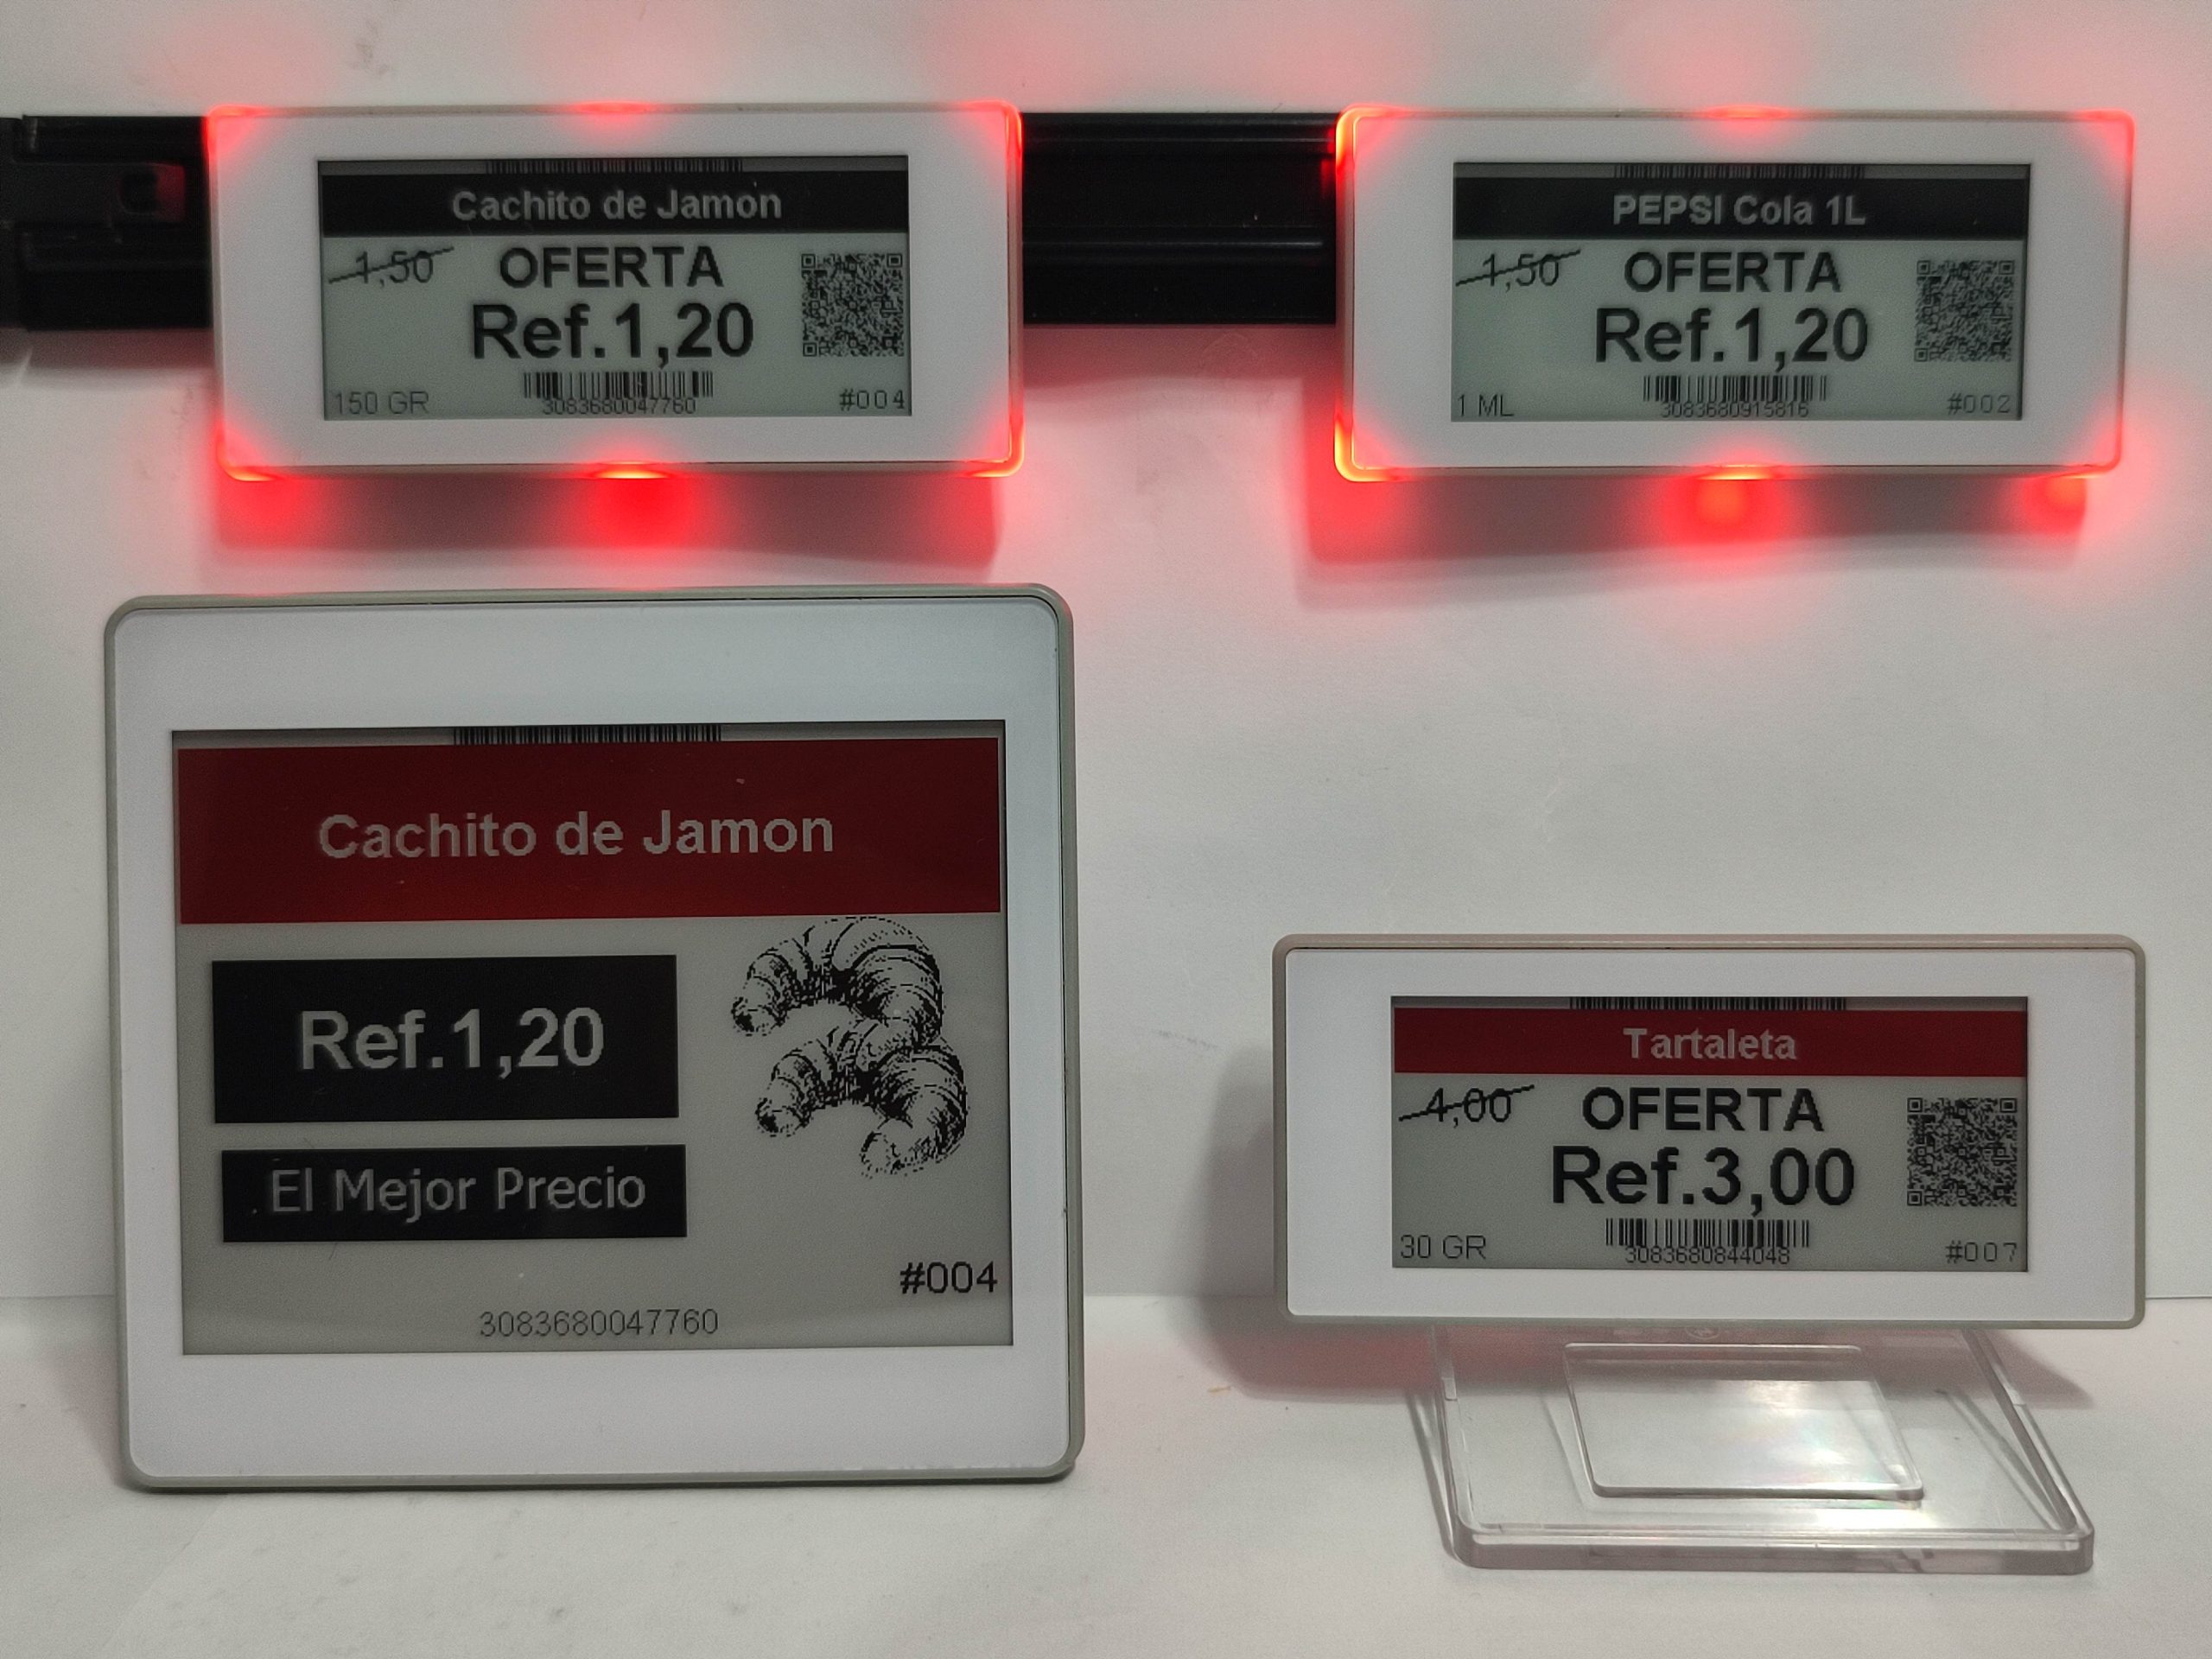 Cachito de Jamon
1,50
OFERTA
Ref.1,20
150 GR
3083680047760
#004
PEPSI Cola 1L
1,50
OFERTA
Ref.1,20
1 ML
3083680915816
#002
Cachito de Jamon
Ref.1,20
El Mejor Precio
#004
3083680047760
Tartaleta
4,00
OFERTA
Ref.3,00
30 GR
3083680844048
#007